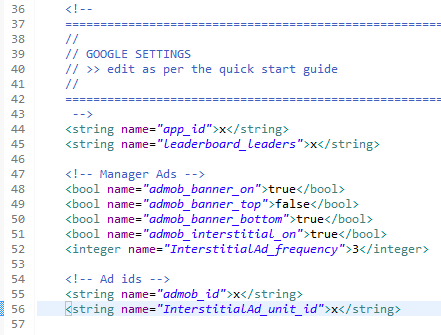 36 <!--
37 ==================================================
38 //
39 // GOOGLE SETTINGS
40 // >> edit as per the quick start guide
41 //
42 ==================================================
43 -->
44 <string name="app_id">x</string>
45 <string name="leaderboard_leaders">x</string>
46
47 <!-- Manager Ads -->
48 <bool name="admob_banner_on">true</bool>
49 <bool name="admob_banner_top">false</bool>
50 <bool name="admob_banner_bottom">true</bool>
51 <bool name="admob_interstitial_on">true</bool>
52 <integer name="InterstitialAd_frequency">3</integer>
53
54 <!-- Ad ids -->
55 <string name="admob_id">x</string>
56 <string name="InterstitialAd_unit_id">x</string>
57